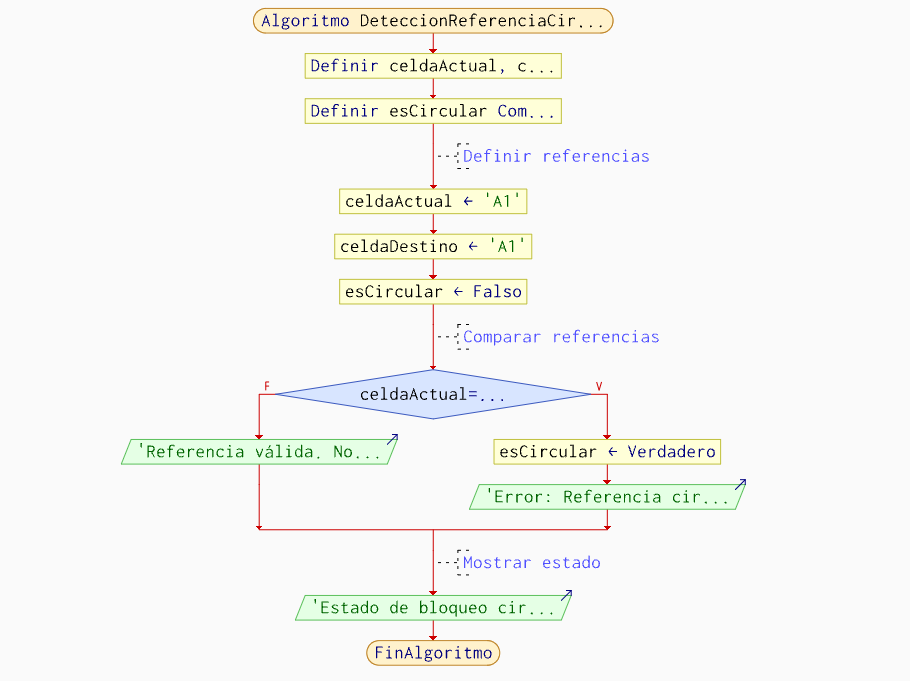 Algoritmo DeteccionReferenciaCir...
Definir celdaActual, c...
Definir esCircular Com...
Definir referencias
celdaActual ← 'A1'
celdaDestino ← 'A1'
esCircular ← Falso
Comparar referencias
F
V
celdaActual=...
'Referencia válida. No...
esCircular ← Verdadero
'Error: Referencia cir...
Mostrar estado
'Estado de bloqueo cir...
FinAlgoritmo